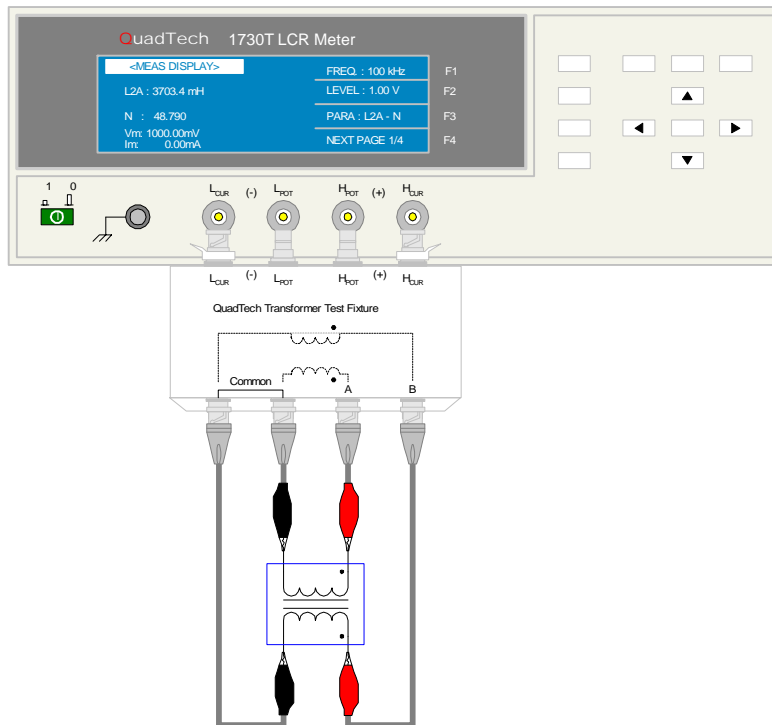 QuadTech 1730T LCR Meter
<MEAS DISPLAY>
FREQ. : 100 kHz F1
L2A : 3703.4 mH
LEVEL : 1.00 V F2
N : 48.790
PARA : L2A - N F3
Vm: 1000.00mV
Im: 0.00mA
NEXT PAGE 1/4 F4
1 0
LCUR (-) LPOT HPOT (+) HCUR
LCUR (-) LPOT HPOT (+) HCUR
QuadTech Transformer Test Fixture
Common A B